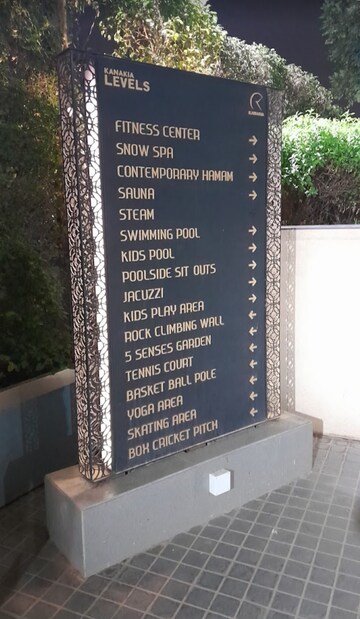 KANAKIA
LEVELS
KANAKIA
FITNESS CENTER →
SNOW SPA →
CONTEMPORARY HAMAM →
SAUNA →
STEAM
SWIMMING POOL →
KIDS POOL →
POOLSIDE SIT OUTS →
JACUZZI →
KIDS PLAY AREA →
ROCK CLIMBING WALL ←
5 SENSES GARDEN ←
TENNIS COURT ←
BASKET BALL POLE ←
YOGA AREA ←
SKATING AREA ←
BOX CRICKET PITCH ←